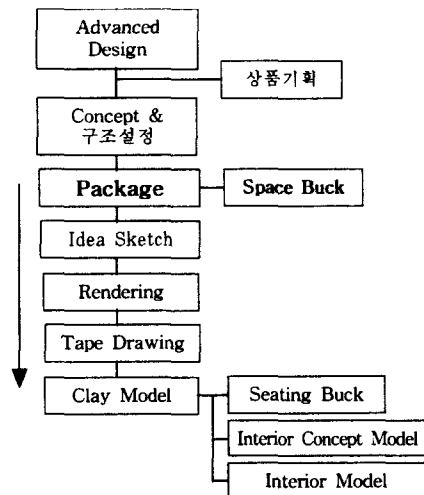 Advanced
Design
상품기획
Concept &
구조설정
Package
Space Buck
Idea Sketch
Rendering
Tape Drawing
Clay Model
Seating Buck
Interior Concept Model
Interior Model